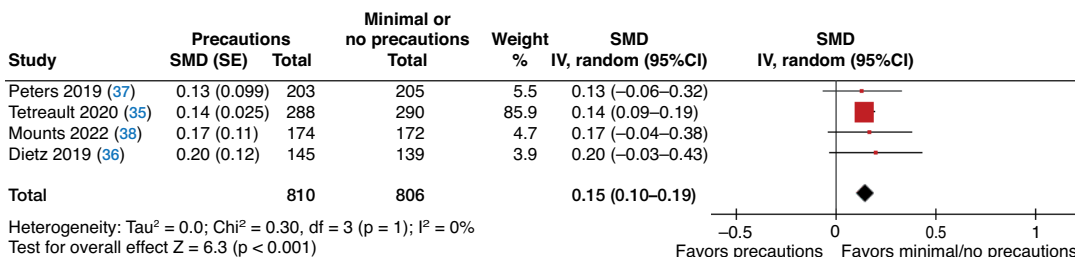 Minimal or
Precautions no precautions Weight SMD SMD
Study SMD (SE) Total Total % IV, random (95%CI) IV, random (95%CI)
Peters 2019 (37) 0.13 (0.099) 203 205 5.5 0.13 (−0.06–0.32)
Tetreault 2020 (35) 0.14 (0.025) 288 290 85.9 0.14 (0.09–0.19)
Mounts 2022 (38) 0.17 (0.11) 174 172 4.7 0.17 (−0.04–0.38)
Dietz 2019 (36) 0.20 (0.12) 145 139 3.9 0.20 (−0.03–0.43)
Total 810 806 0.15 (0.10–0.19)
Heterogeneity: Tau² = 0.0; Chi² = 0.30, df = 3 (p = 1); I² = 0%
Test for overall effect Z = 6.3 (p < 0.001)
−0.5 0 0.5 1
Favors precautions Favors minimal/no precautions